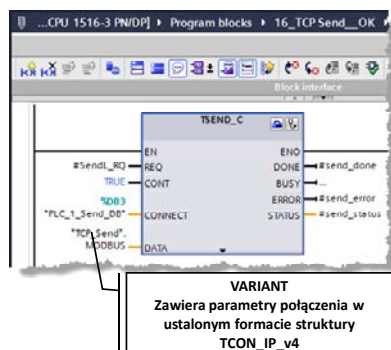 ...CPU 1516-3 PN/DP] ▸ Program blocks ▸ 16_TCP Send__OK
Block interface
TSEND_C
EN ENO
#SendL_RQ REQ DONE #send_done
TRUE CONT BUSY ...
%DB3 ERROR #send_error
"PLC_1_Send_DB" CONNECT STATUS #send_status
"TCP_Send".
MODBUS DATA
VARIANT
Zawiera parametry połączenia w
ustalonym formacie struktury
TCON_IP_v4